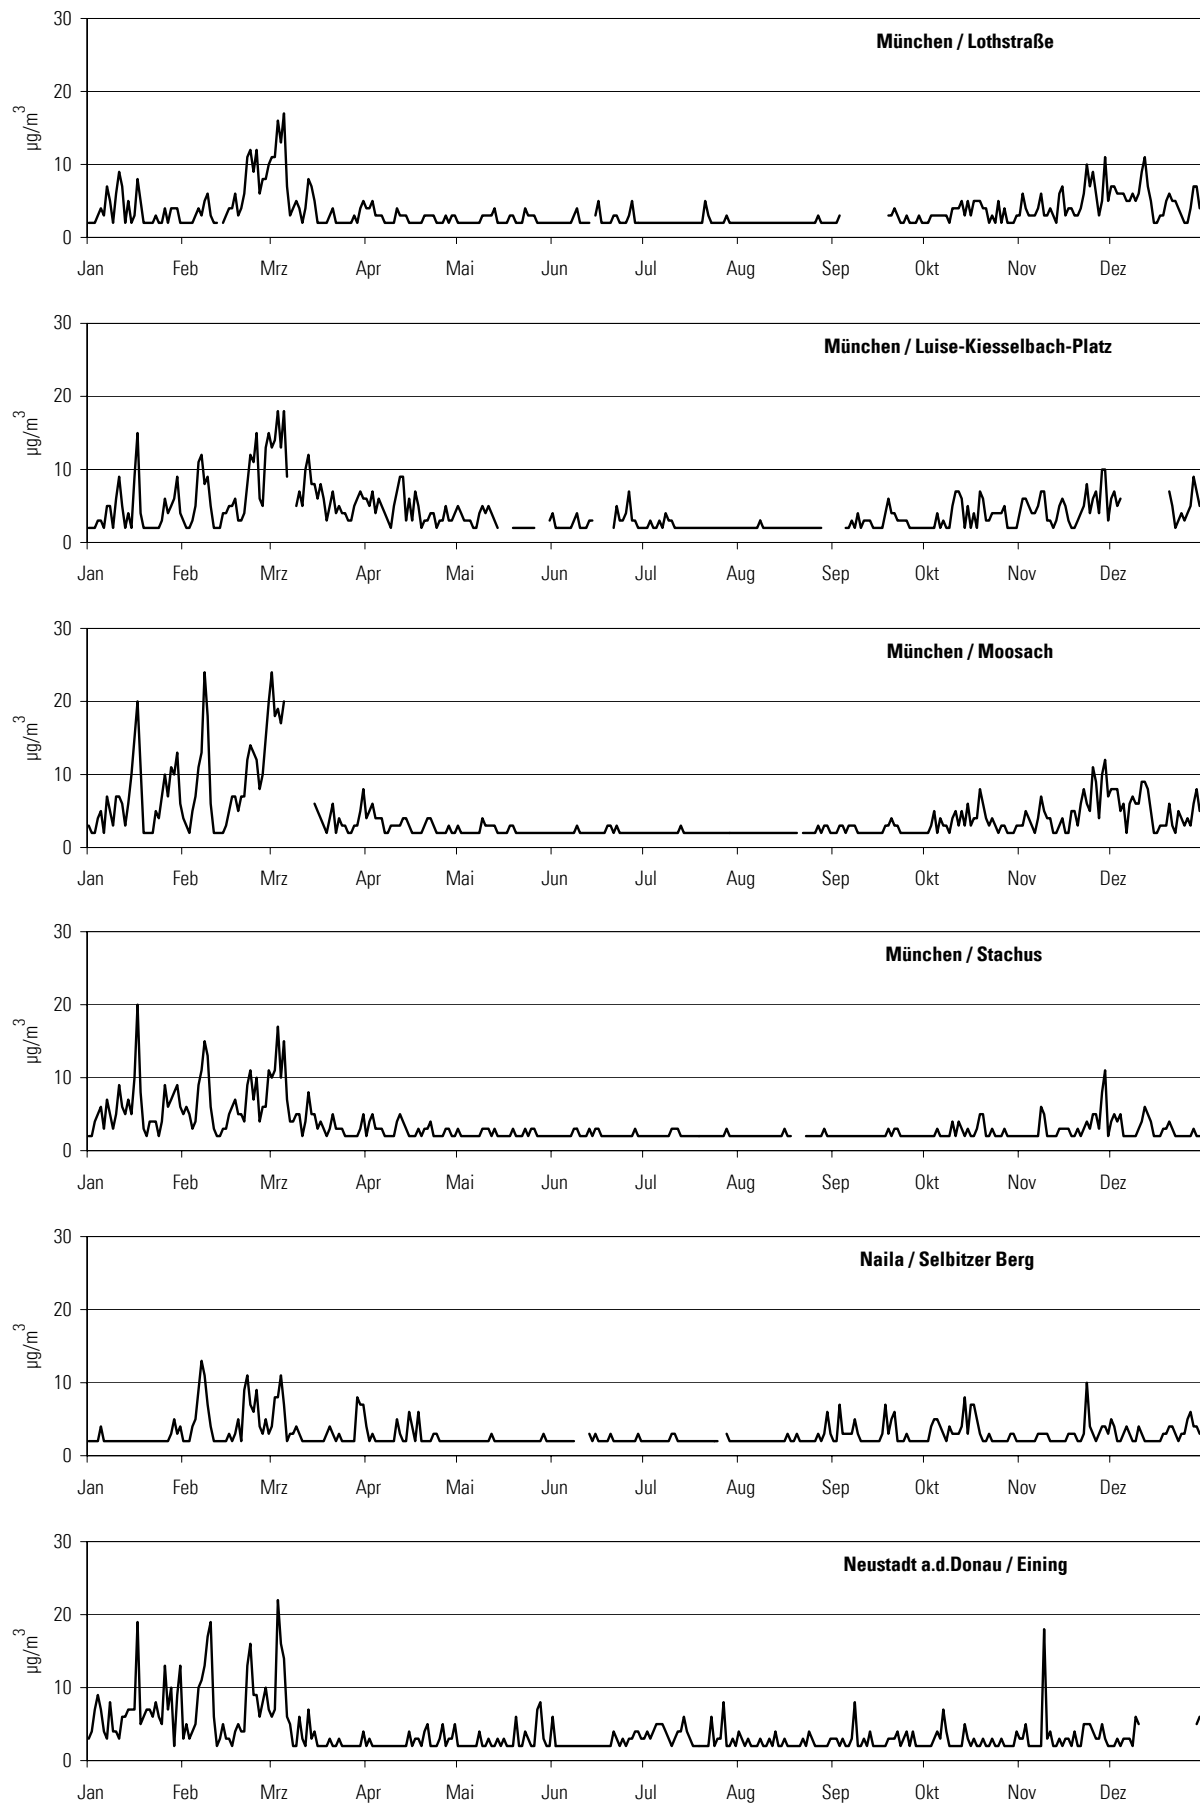 30
München / Lothstraße
20
µg/m³
10
0
Jan Feb Mrz Apr Mai Jun Jul Aug Sep Okt Nov Dez
30
München / Luise-Kiesselbach-Platz
20
µg/m³
10
0
Jan Feb Mrz Apr Mai Jun Jul Aug Sep Okt Nov Dez
30
München / Moosach
20
µg/m³
10
0
Jan Feb Mrz Apr Mai Jun Jul Aug Sep Okt Nov Dez
30
München / Stachus
20
µg/m³
10
0
Jan Feb Mrz Apr Mai Jun Jul Aug Sep Okt Nov Dez
30
Naila / Selbitzer Berg
20
µg/m³
10
0
Jan Feb Mrz Apr Mai Jun Jul Aug Sep Okt Nov Dez
30
Neustadt a.d.Donau / Eining
20
µg/m³
10
0
Jan Feb Mrz Apr Mai Jun Jul Aug Sep Okt Nov Dez